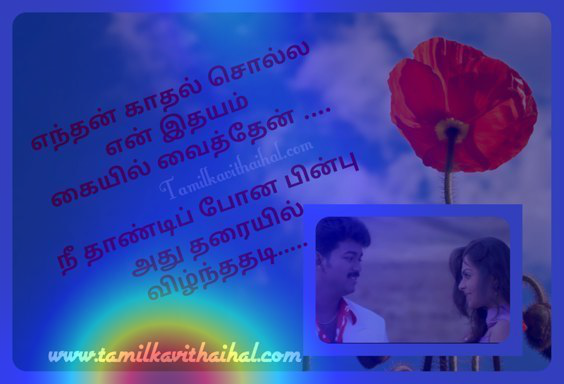 எந்தன் காதல் சொல்ல
என் இதயம்
கையில் வைத்தேன் ....
Tamilkavithaihal.com
நீ தாண்டிப் போன பின்பு
அது தரையில்
விழ்ந்ததடி.....
www.tamilkavithaihal.com